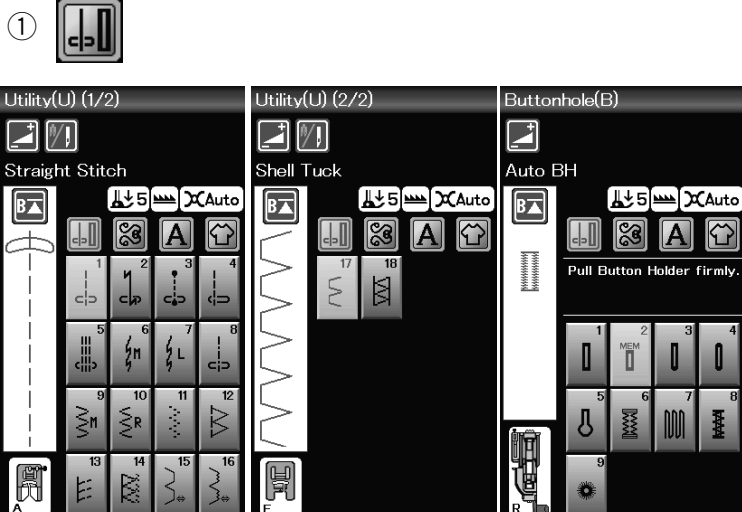 ①
Utility(U) (1/2)
Straight Stitch
B
5 Auto
A
1 2 3 4
5 6 7 8
M L
9 10 11 12
M R
13 14 15 16
A
Utility(U) (2/2)
Shell Tuck
B
5 Auto
A
17 18
F
Buttonhole(B)
Auto BH
B
5 Auto
A
Pull Button Holder firmly.
1 2 3 4
MEM
5 6 7 8
9
R